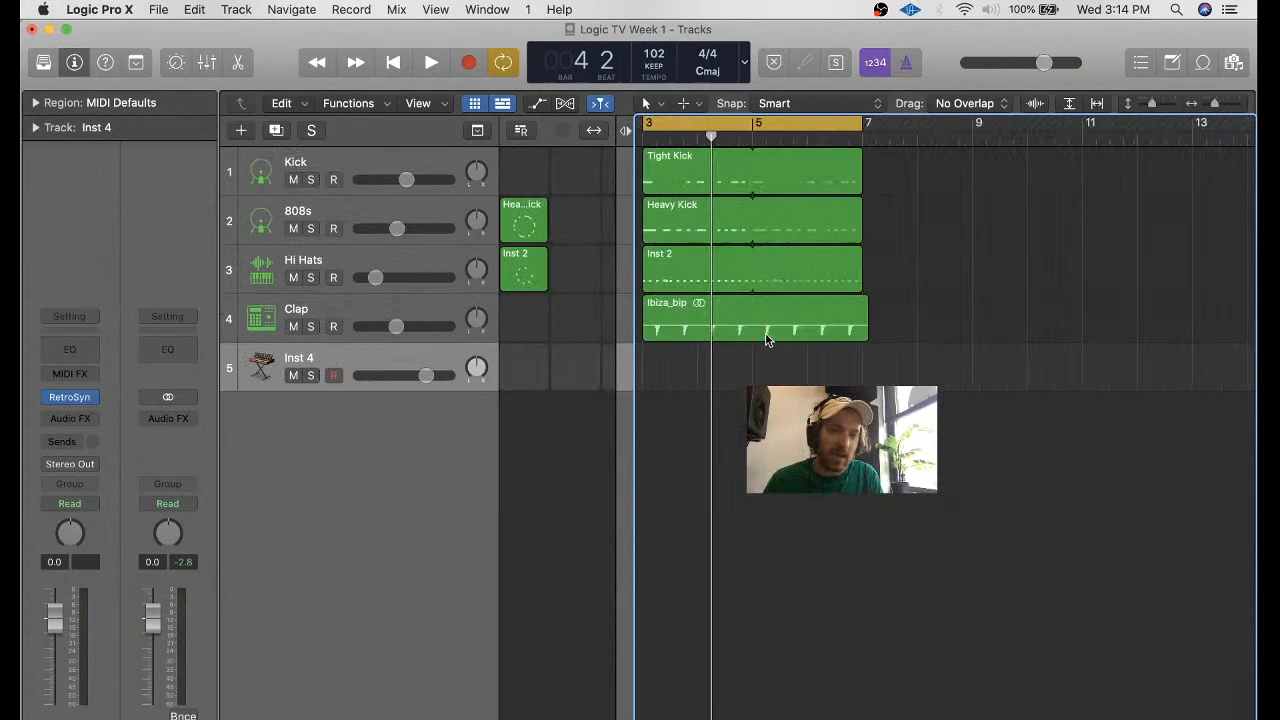 Logic Pro X File Edit Track Navigate Record Mix View Window 1 Help 100% Wed 3:14 PM
Logic TV Week 1 - Tracks
004 2 102 4/4
KEEP Cmaj
BAR BEAT TEMPO
1234
Region: MIDI Defaults
Edit Functions View Snap: Smart Drag: No Overlap
Track: Inst 4
S 3 5 7 9 11 13
1 Kick M S R L R Tight Kick
2 808s M S R L R Hea...ick Heavy Kick
3 Hi Hats M S R L R Inst 2 Inst 2
4 Clap M S R L R Ibiza_bip
5 Inst 4 M S R L R
Setting Setting
EQ EQ
MIDI FX
RetroSyn
Audio FX Audio FX
Sends
Stereo Out
Group Group
Read Read
0.0 0.0 -2.8
Bnce